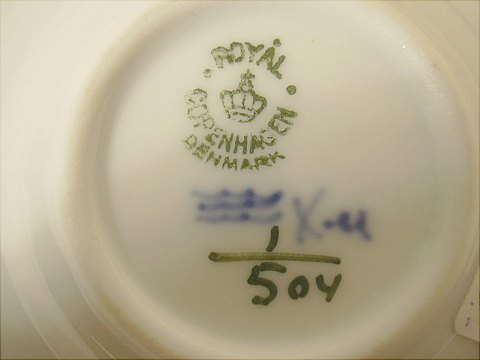 ROYAL
COPENHAGEN
DENMARK
1
504